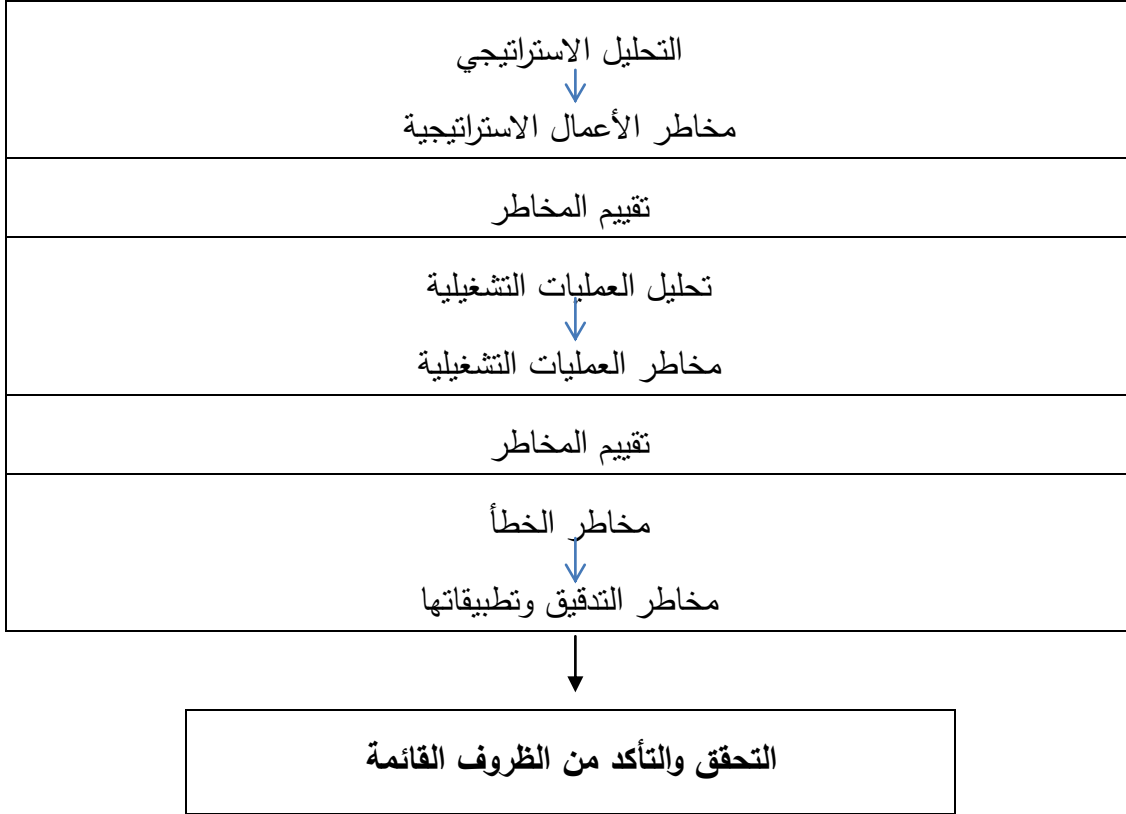 التحليل الاستراتيجي
مخاطر الأعمال الاستراتيجية
تقييم المخاطر
تحليل العمليات التشغيلية
مخاطر العمليات التشغيلية
تقييم المخاطر
مخاطر الخطأ
مخاطر التدقيق وتطبيقاتها
التحقق والتأكد من الظروف القائمة